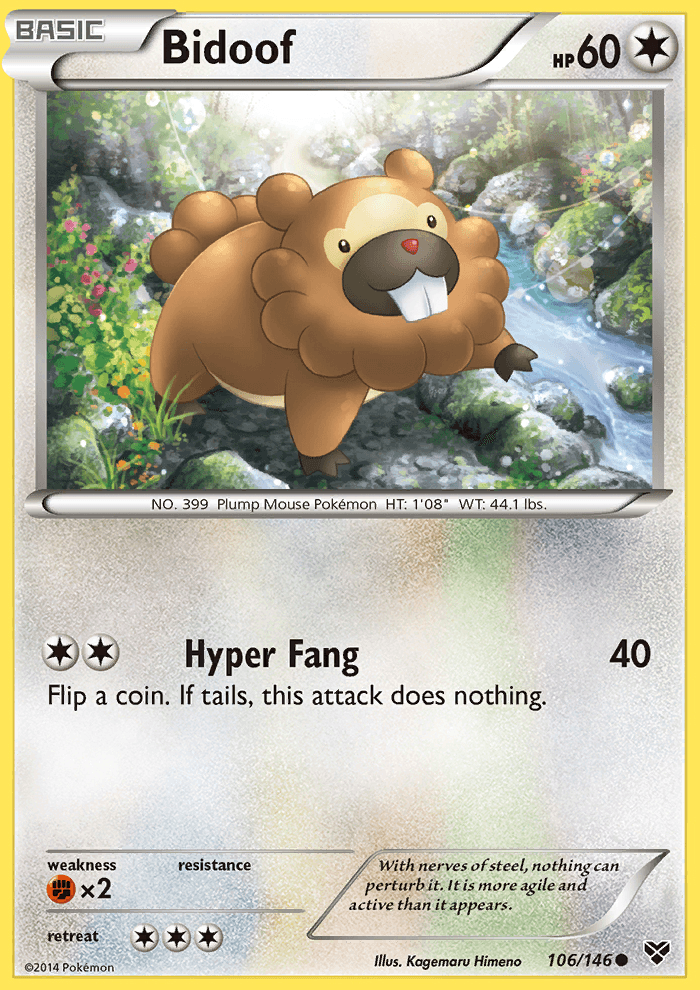 BASIC
Bidoof
HP60
NO. 399 Plump Mouse Pokémon HT: 1'08" WT: 44.1 lbs.
Hyper Fang 40
Flip a coin. If tails, this attack does nothing.
weakness resistance
×2
With nerves of steel, nothing can
perturb it. It is more agile and
active than it appears.
retreat
©2014 Pokémon
Illus. Kagemaru Himeno 106/146